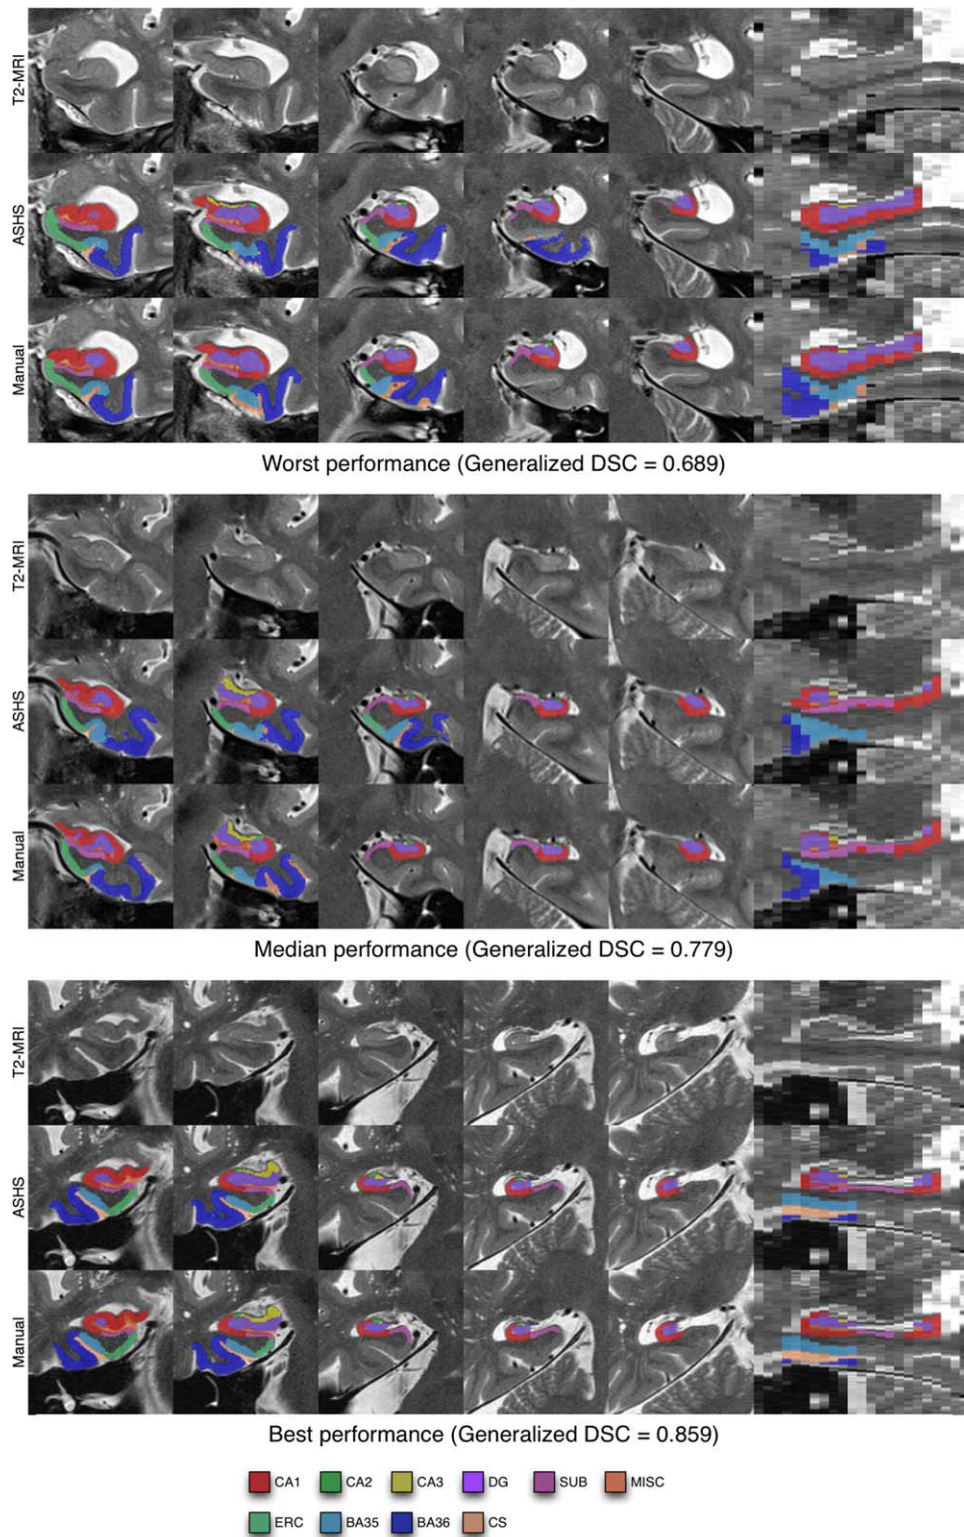 T2-MRI
ASHS
Manual
Worst performance (Generalized DSC = 0.689)
T2-MRI
ASHS
Manual
Median performance (Generalized DSC = 0.779)
T2-MRI
ASHS
Manual
Best performance (Generalized DSC = 0.859)
CA1 CA2 CA3 DG SUB MISC
ERC BA35 BA36 CS